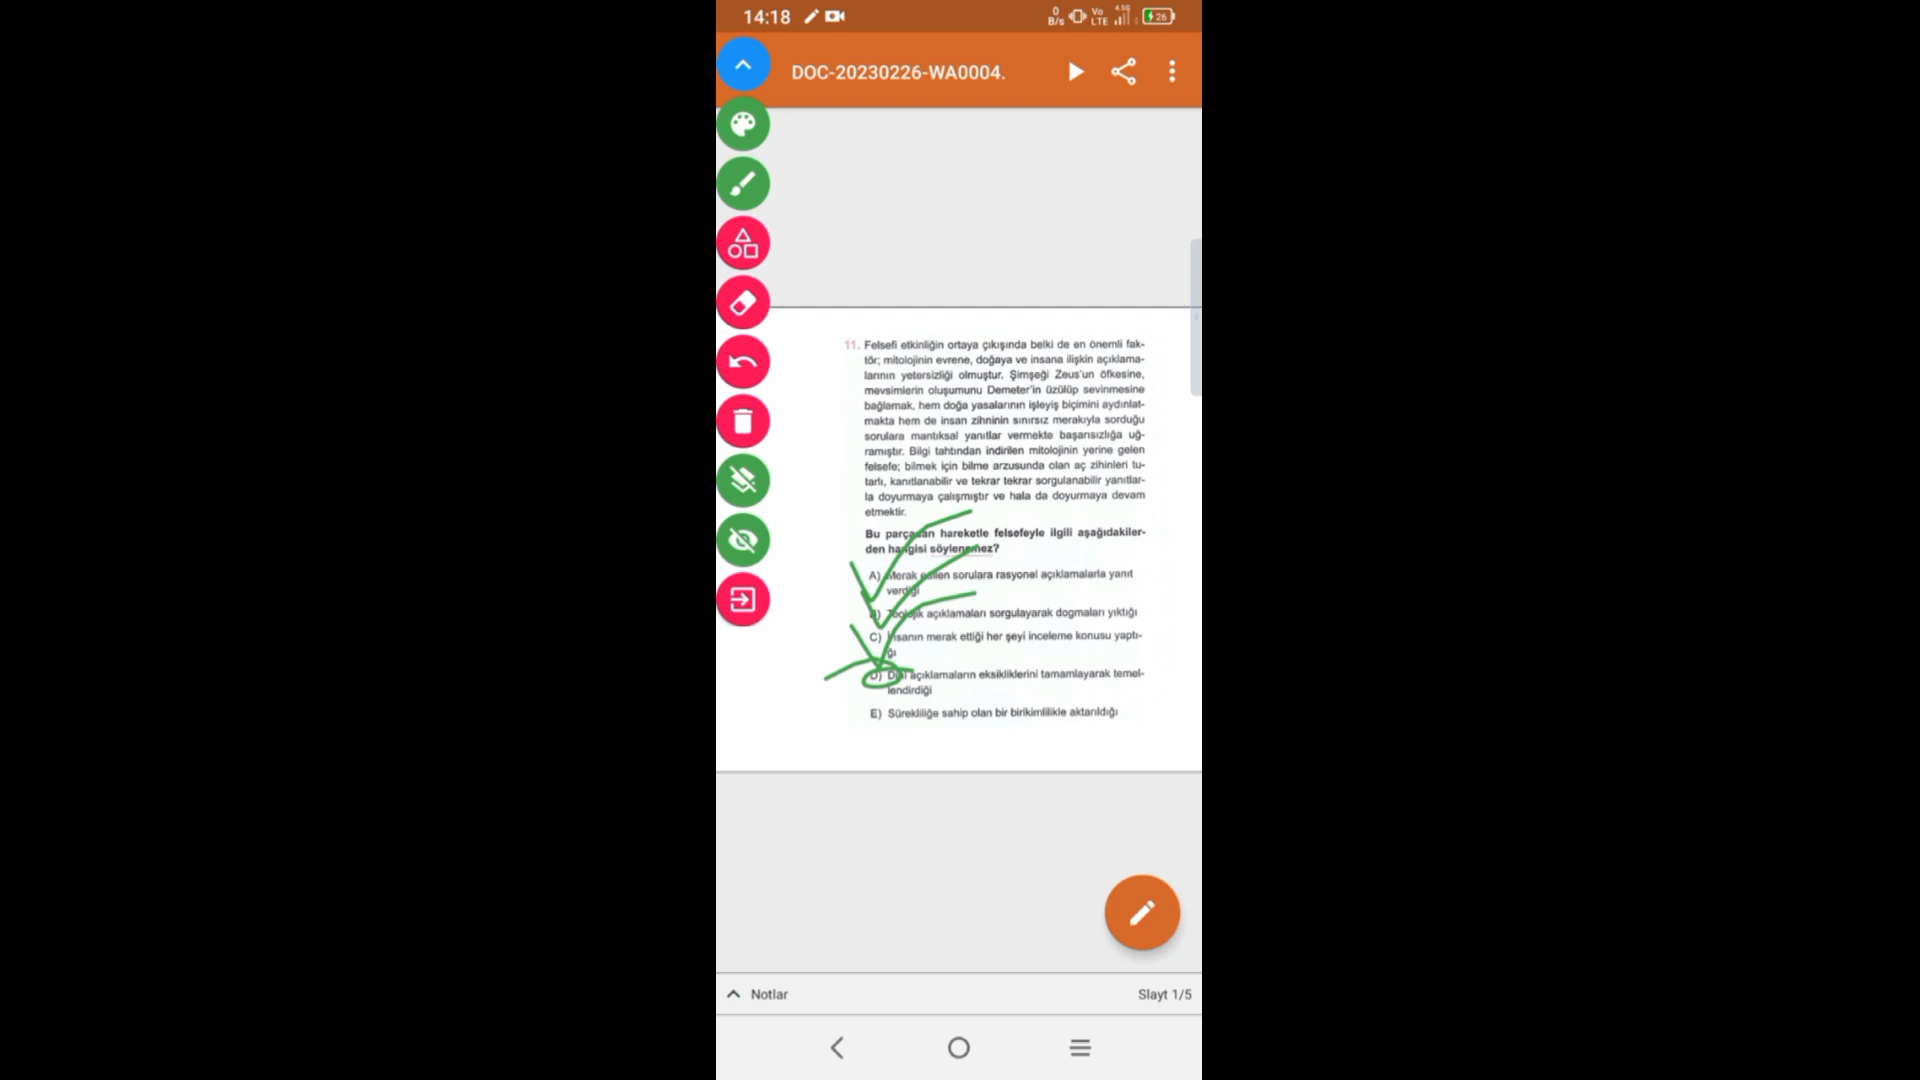 14:18
0 B/s Vo LTE 4.5G 26
DOC-20230226-WA0004.
11. Felsefi etkinliğin ortaya çıkışında belki de en önemli fak-
tör; mitolojinin evrene, doğaya ve insana ilişkin açıklama-
larının yetersizliği olmuştur. Şimşeği Zeus'un öfkesine,
mevsimlerin oluşumunu Demeter'in üzülüp sevinmesine
bağlamak, hem doğa yasalarının işleyiş biçimini aydınlat-
makta hem de insan zihninin sınırsız merakıyla sorduğu
sorulara mantıksal yanıtlar vermekte başarısızlığa uğ-
ramıştır. Bilgi tahtından indirilen mitolojinin yerine gelen
felsefe; bilmek için bilme arzusunda olan aç zihinleri tu-
tarlı, kanıtlanabilir ve tekrar tekrar sorgulanabilir yanıtlar-
la doyurmaya çalışmıştır ve hala da doyurmaya devam
etmektir.
Bu parçadan hareketle felsefeyle ilgili aşağıdakiler-
den hangisi söylenemez?
A) Merak edilen sorulara rasyonel açıklamalarla yanıt
verdiği
B) Teolojik açıklamaları sorgulayarak dogmaları yıktığı
C) İnsanın merak ettiği her şeyi inceleme konusu yaptı-
ğı
D) Dini açıklamaların eksikliklerini tamamlayarak temel-
lendirdiği
E) Sürekliliğe sahip olan bir birikimlilikle aktarıldığı
Notlar
Slayt 1/5